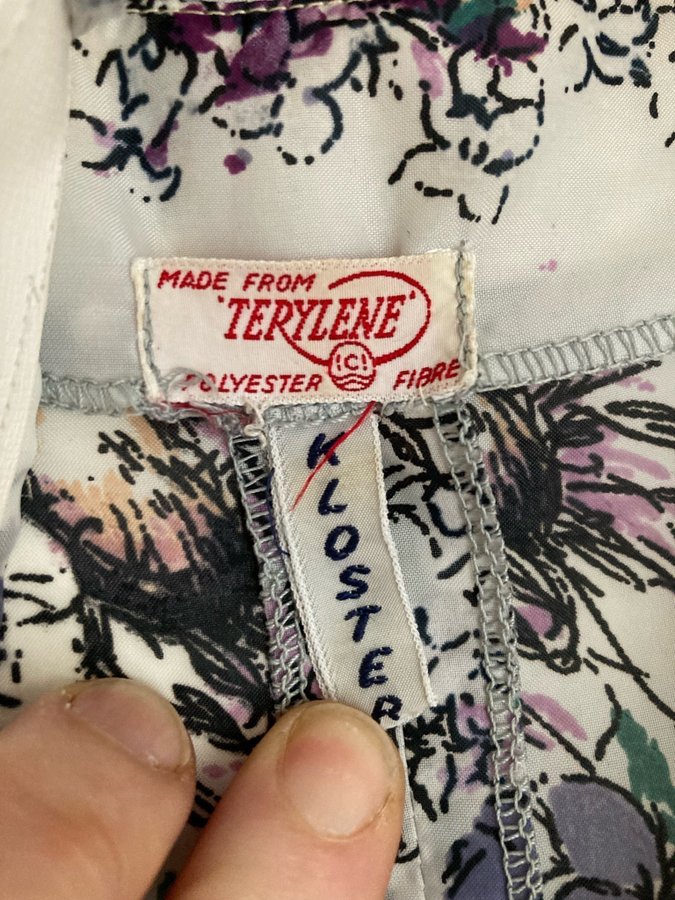 MADE FROM
'TERYLENE'
ICI
POLYESTER FIBRE
KLOSTER